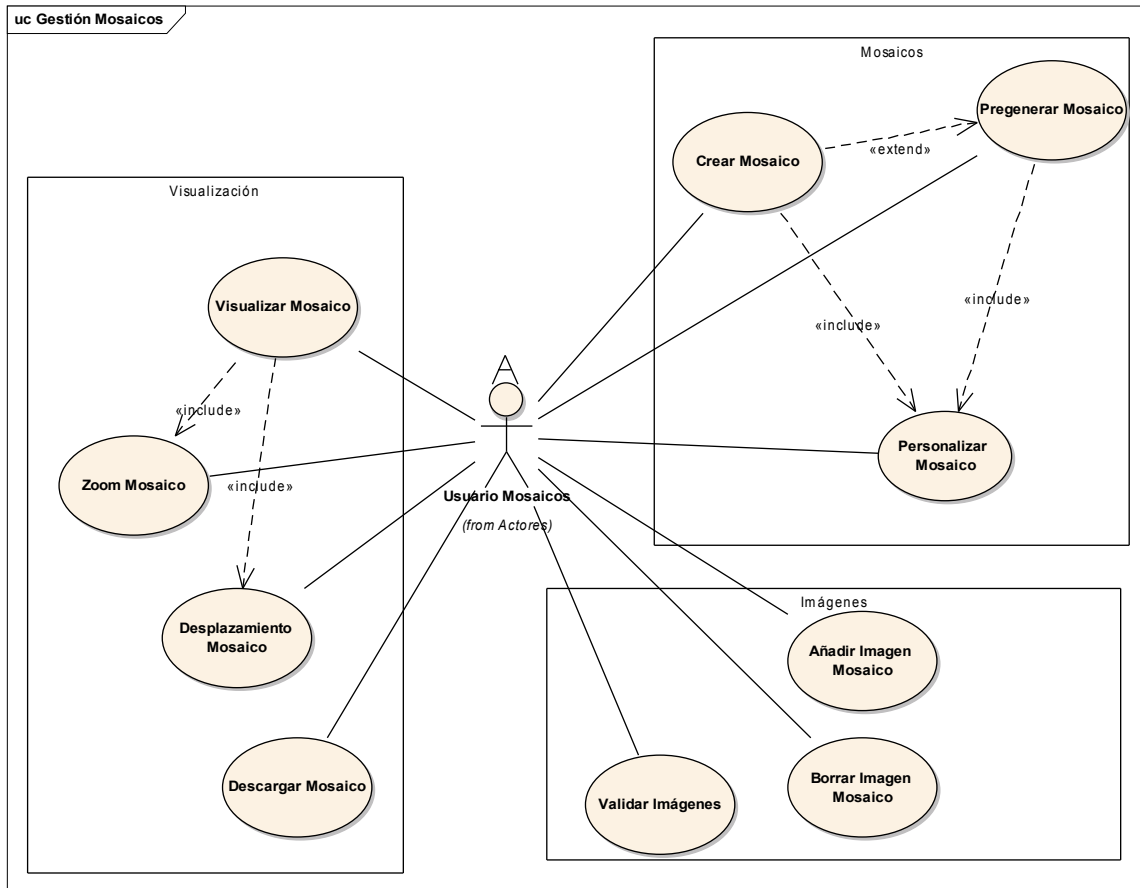 uc Gestión Mosaicos
Mosaicos
Pregenerar Mosaico
Crear Mosaico
«extend»
«include»
«include»
Personalizar
Mosaico
Visualización
Visualizar Mosaico
«include»
Zoom Mosaico
«include»
Desplazamiento
Mosaico
Descargar Mosaico
Usuário Mosaicos
(from Actores)
Imágenes
Añadir Imagen
Mosaico
Borrar Imagen
Mosaico
Validar Imágenes